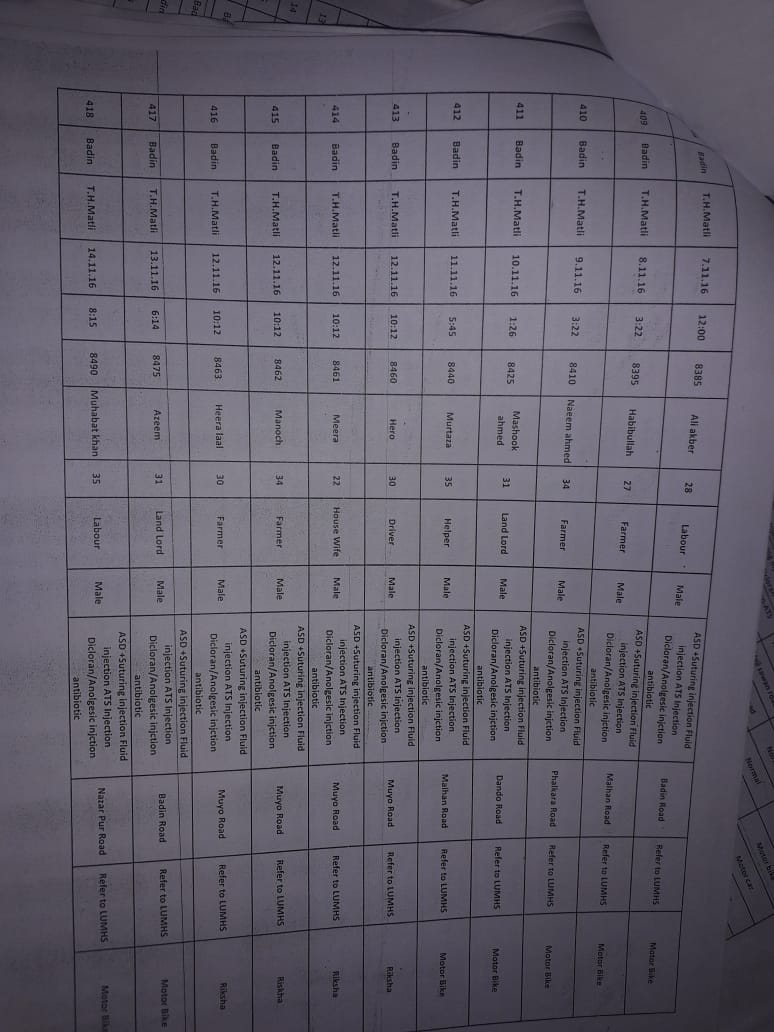 Normal
Motor bike
Motor car
Badin T.H.Matli 7.11.16 12:00 8385 Ali akber 28 Labour Male ASD +Suturing injection Fluid injection ATS Injection Dicloran/Anolgesic injction antibiotic Badin Road Refer to LUMHS Motor Bike
409 Badin T.H.Matli 8.11.16 3:22 8395 Habibullah 27 Farmer Male ASD +Suturing injection Fluid injection ATS Injection Dicloran/Anolgesic injction antibiotic Malhan Road Refer to LUMHS Motor Bike
410 Badin T.H.Matli 9.11.16 3:22 8410 Naeem ahmed 34 Farmer Male ASD +Suturing injection Fluid injection ATS Injection Dicloran/Anolgesic injction antibiotic Phalkara Road Refer to LUMHS Motor Bike
411 Badin T.H.Matli 10.11.16 1:26 8425 Mashook ahmed 31 Land Lord Male ASD +Suturing injection Fluid injection ATS Injection Dicloran/Anolgesic injction antibiotic Dando Road Refer to LUMHS Motor Bike
412 Badin T.H.Matli 11.11.16 5:45 8440 Murtaza 35 Helper Male ASD +Suturing injection Fluid injection ATS Injection Dicloran/Anolgesic injction antibiotic Malhan Road Refer to LUMHS Motor Bike
413 Badin T.H.Matli 12.11.16 10:12 8460 Hero 30 Driver Male ASD +Suturing injection Fluid injection ATS Injection Dicloran/Anolgesic injction antibiotic Muyo Road Refer to LUMHS Riksha
414 Badin T.H.Matli 12.11.16 10:12 8461 Meera 22 House Wife Male ASD +Suturing injection Fluid injection ATS Injection Dicloran/Anolgesic injction antibiotic Muyo Road Refer to LUMHS Riksha
415 Badin T.H.Matli 12.11.16 10:12 8462 Manoch 34 Farmer Male ASD +Suturing injection Fluid injection ATS Injection Dicloran/Anolgesic injction antibiotic Muyo Road Refer to LUMHS Riskha
416 Badin T.H.Matli 12.11.16 10:12 8463 Heera laal 30 Farmer Male ASD +Suturing injection Fluid injection ATS Injection Dicloran/Anolgesic injction antibiotic Muyo Road Refer to LUMHS Riksha
417 Badin T.H.Matli 13.11.16 6:14 8475 Azeem 31 Land Lord Male ASD +Suturing injection Fluid injection ATS Injection Dicloran/Anolgesic injction antibiotic Badin Road Refer to LUMHS Motor Bike
418 Badin T.H.Matli 14.11.16 8:15 8490 Muhabat khan 35 Labour Male ASD +Suturing injection Fluid injection ATS Injection Dicloran/Anolgesic injction antibiotic Nazar Pur Road Refer to LUMHS Motor Bike
13
14